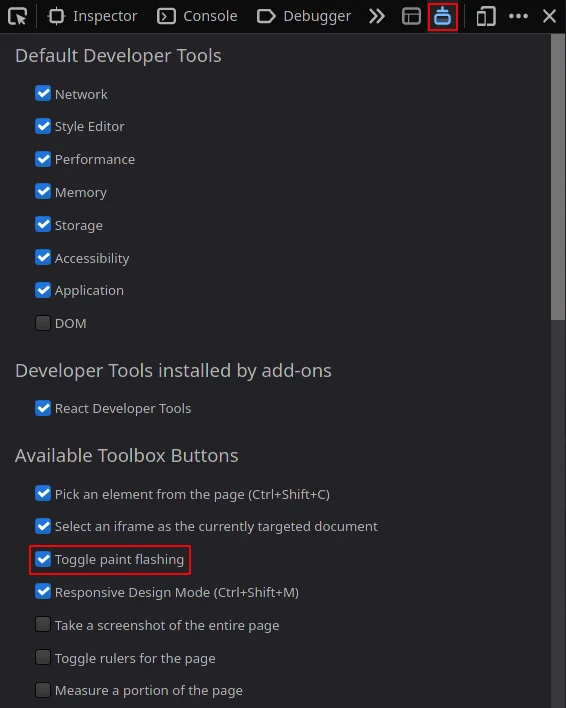 Inspector Console Debugger
Default Developer Tools
Network
Style Editor
Performance
Memory
Storage
Accessibility
Application
DOM
Developer Tools installed by add-ons
React Developer Tools
Available Toolbox Buttons
Pick an element from the page (Ctrl+Shift+C)
Select an iframe as the currently targeted document
Toggle paint flashing
Responsive Design Mode (Ctrl+Shift+M)
Take a screenshot of the entire page
Toggle rulers for the page
Measure a portion of the page